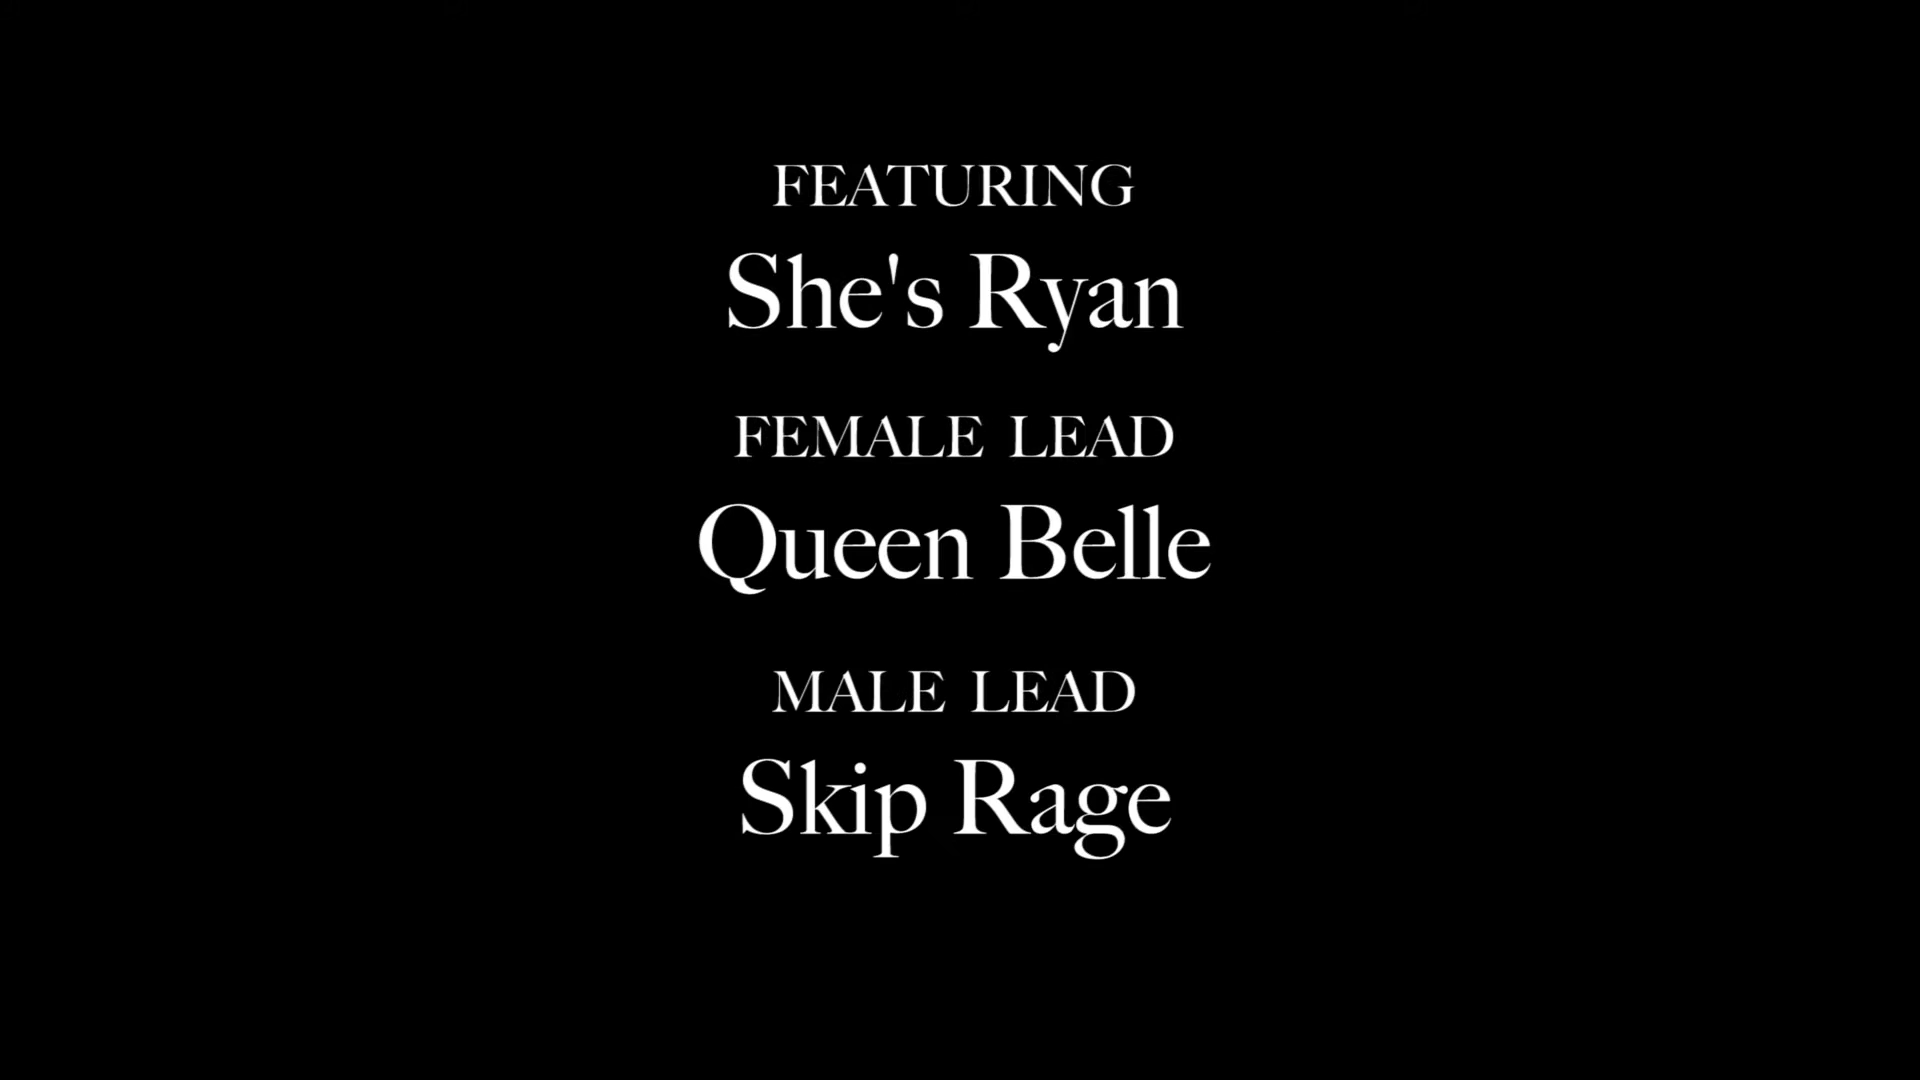 FEATURING
She's Ryan
FEMALE LEAD
Queen Belle
MALE LEAD
Skip Rage